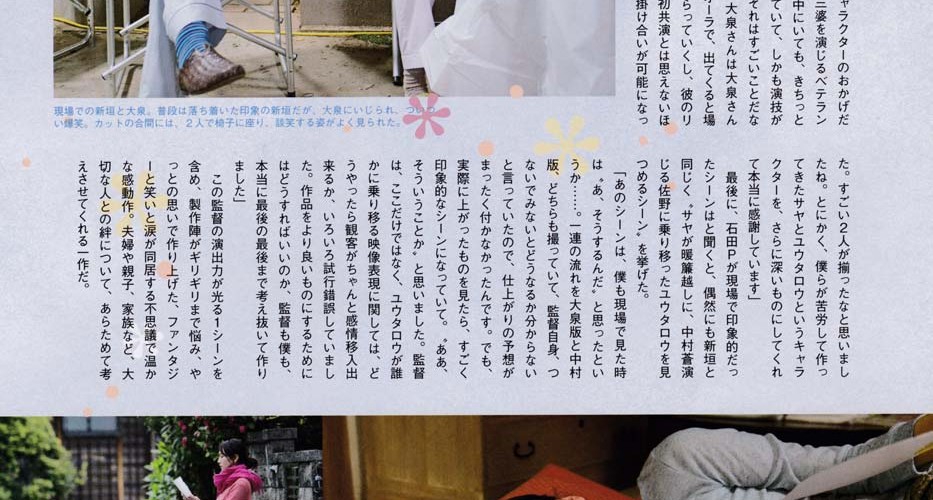 ャラクターのおかげだ
三婆を演じるベテラン
中にいても、きちっと
ていて、しかも演技が
それはすごいことだな
大泉さんは大泉さん
ーラで、出てくると場
らっていくし、彼のリ
初共演とは思えないほ
掛け合いが可能になっ
現場での新垣と大泉。普段は落ち着いた印象の新垣だが、大泉にいじられ、つい
い爆笑。カットの合間には、２人で椅子に座り、談笑する姿がよく見られた。
た。すごい２人が揃ったなと思いまし
たね。とにかく、僕らが苦労して作っ
てきたサヤとユウタロウというキャラ
クターを、さらに深いものにしてくれ
て本当に感謝しています」
最後に、石田Ｐが現場で印象的だっ
たシーンは と聞くと、偶然にも新垣と
同じく〝サヤが暖簾越しに、中村蒼演
じる佐野に乗り移ったユウタロウを見
つめるシーン〟を挙げた。
「あのシーンは、僕も現場で見た時
は〝あ、そうするんだ〟と思ったとい
うか……。一連の流れを大泉版と中村
版、どちらも撮っていて、監督自身、つ
ないでみないとどうなるか分からない
と言っていたので、仕上がりの予想が
まったく付かなかったんです。でも、
実際に上がったものを見たら、すごく
印象的なシーンになっていて。〝ああ、
そういうことか〟と思いました。監督
は、ここだけではなく、ユウタロウが誰
かに乗り移る映像表現に関しては、ど
うやったら観客がちゃんと感情移入出
来るか、いろいろ試行錯誤していまし
た。作品をより良いものにするために
はどうすればいいのか、監督も僕も、
本当に最後の最後まで考え抜いて作り
ました」
この監督の演出力が光る１シーンを
含め、製作陣がギリギリまで悩み、や
っとの思いで作り上げた、ファンタジ
ーと笑いと涙が同居する不思議で温か
な感動作。夫婦や親子、家族など、大
切な人との絆について、あらためて考
えさせてくれる一作だ。